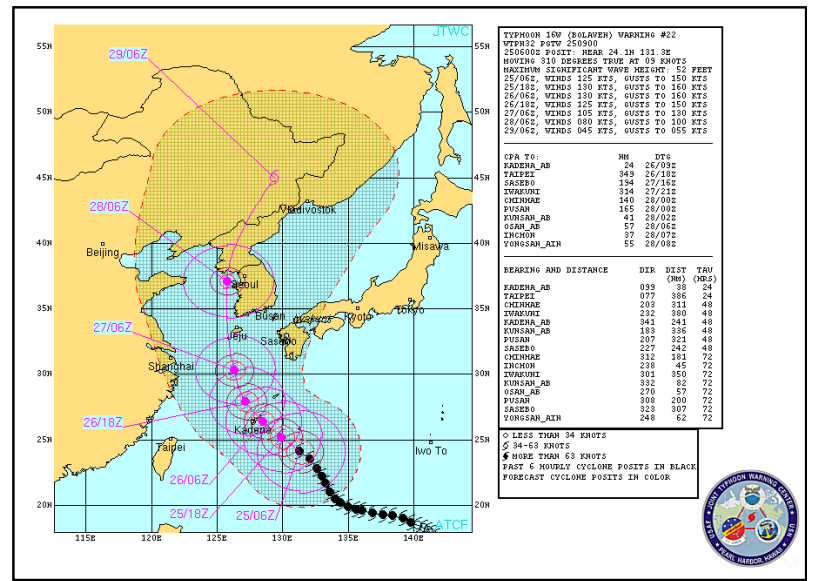 JTWC
55N
50N
45N
40N
35N
30N
25N
20N
55N
50N
45N
40N
35N
30N
25N
20N
115E
120E
125E
130E
135E
140E
29/06Z
28/06Z
27/06Z
26/18Z
26/06Z
25/18Z
25/06Z
Vladivostok
Beijing
Misawa
Seoul
Busan
Kyoto
Tokyo
Jeju
Sasebo
Shanghai
Kadena
Taipei
Iwo To
ATCF
TYPHOON 16W (BOLAVEN) WARNING #22
WTPN32 PGTW 250900
250600Z POSIT: NEAR 24.1N 131.3E
MOVING 310 DEGREES TRUE AT 09 KNOTS
MAXIMUM SIGNIFICANT WAVE HEIGHT: 52 FEET
25/06Z, WINDS 125 KTS, GUSTS TO 150 KTS
25/18Z, WINDS 130 KTS, GUSTS TO 160 KTS
26/06Z, WINDS 130 KTS, GUSTS TO 160 KTS
26/18Z, WINDS 125 KTS, GUSTS TO 150 KTS
27/06Z, WINDS 105 KTS, GUSTS TO 130 KTS
28/06Z, WINDS 080 KTS, GUSTS TO 100 KTS
29/06Z, WINDS 045 KTS, GUSTS TO 055 KTS
CPA TO: NM DTG
KADENA_AB 24 26/09Z
TAIPEI 349 26/18Z
SASEBO 194 27/16Z
IWAKUNI 314 27/21Z
CHINHAE 140 28/00Z
PUSAN 165 28/00Z
KUNSAN_AB 41 28/02Z
OSAN_AB 57 28/06Z
INCHON 37 28/07Z
YONGSAN_AIN 55 28/08Z
BEARING AND DISTANCE DIR DIST TAU
(NM) (HRS)
KADENA_AB 099 38 24
TAIPEI 077 386 24
CHINHAE 203 311 48
IWAKUNI 232 380 48
KADENA_AB 341 241 48
KUNSAN_AB 183 336 48
PUSAN 207 321 48
SASEBO 227 242 48
CHINHAE 312 181 72
INCHON 238 45 72
IWAKUNI 301 350 72
KUNSAN_AB 332 82 72
OSAN_AB 270 57 72
PUSAN 308 200 72
SASEBO 323 307 72
YONGSAN_AIN 248 62 72
LESS THAN 34 KNOTS
34-63 KNOTS
MORE THAN 63 KNOTS
PAST 6 HOURLY CYCLONE POSITS IN BLACK
FORECAST CYCLONE POSITS IN COLOR
JOINT TYPHOON WARNING CENTER
USAF
USN
PEARL HARBOR, HAWAII